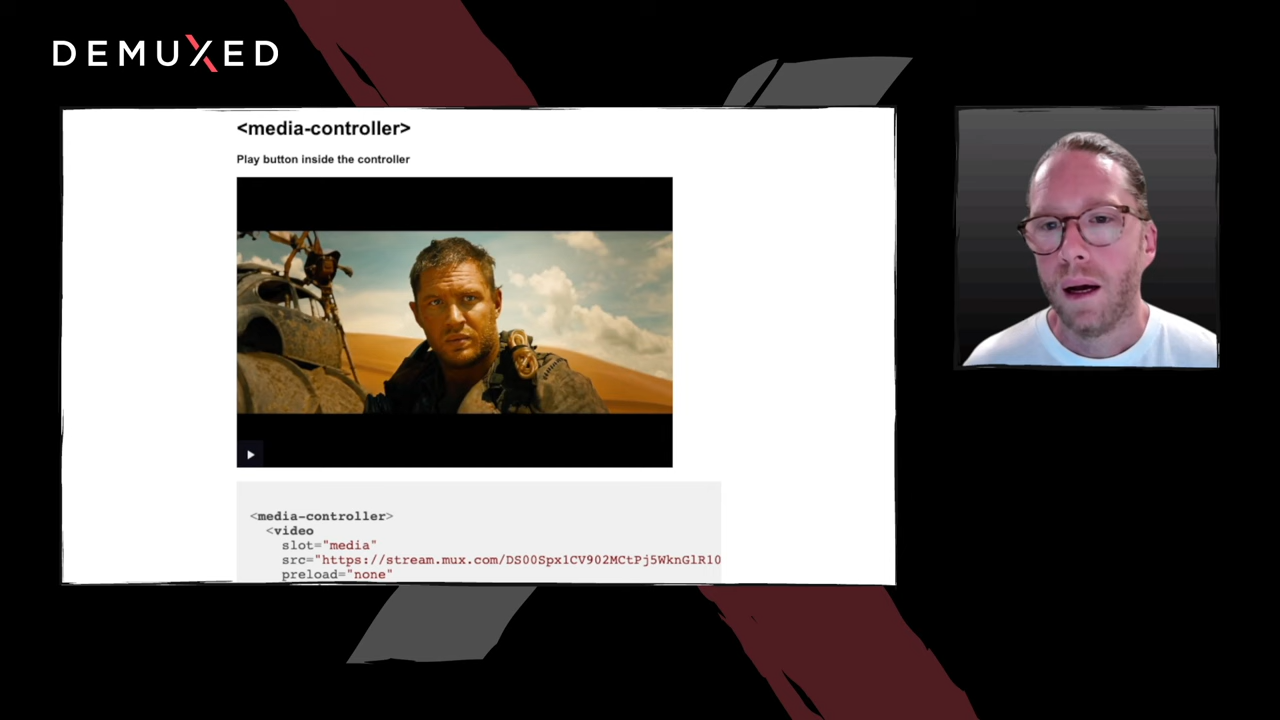 DEMUXED
<media-controller>
Play button inside the controller
<media-controller>
<video
slot="media"
src="https://stream.mux.com/DS00Spx1CV902MCtPj5WknGlR10
preload="none"